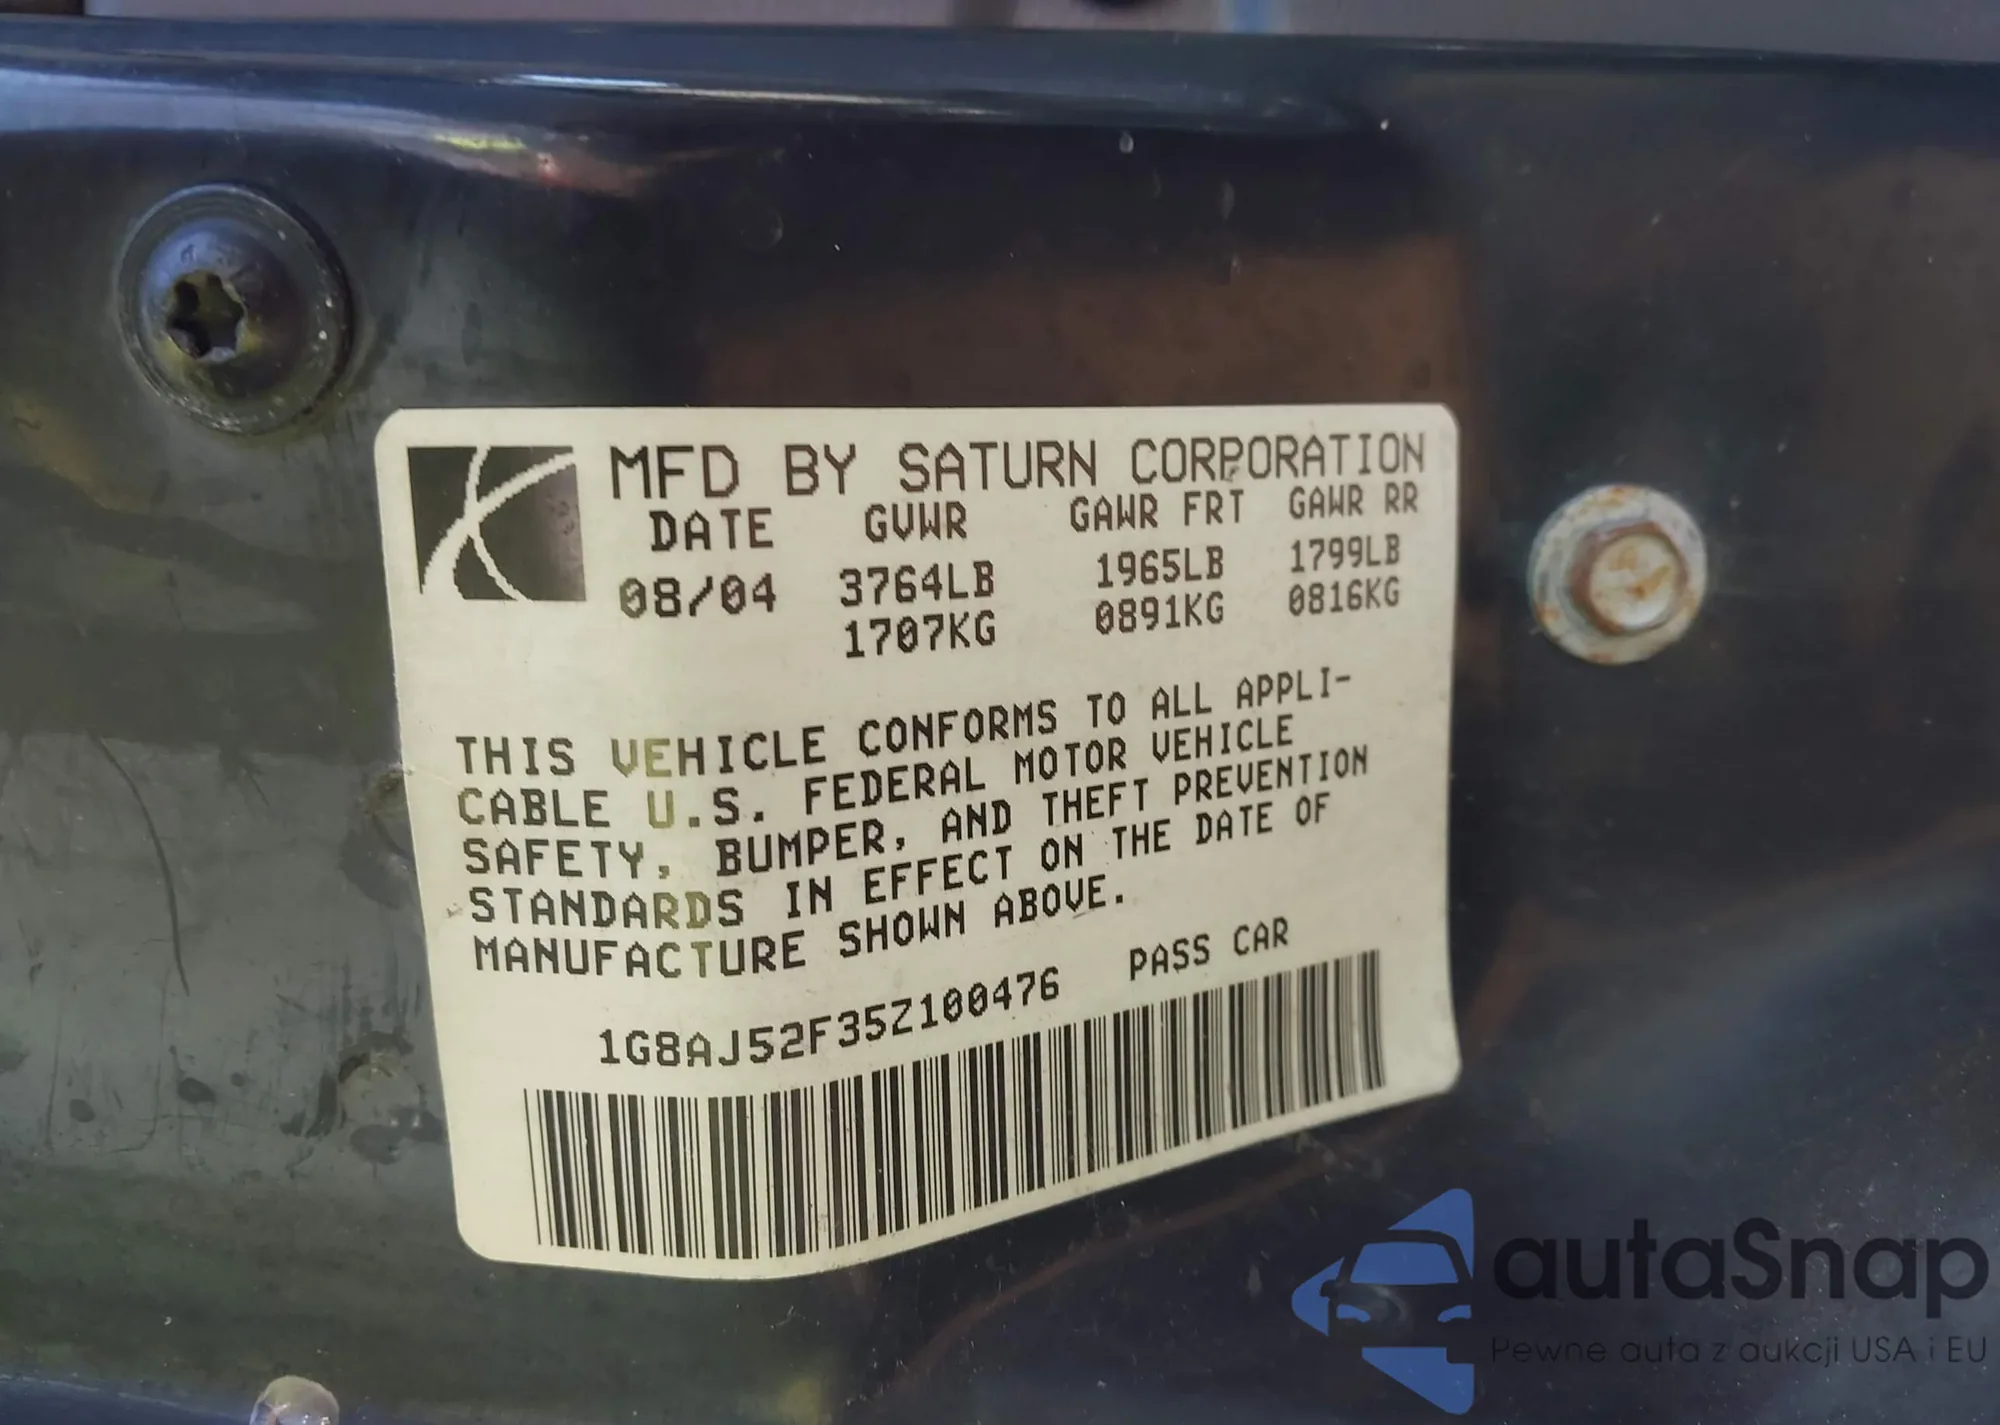 MFD BY SATURN CORPORATION
DATE GVWR GAWR FRT GAWR RR
08/04 3764LB 1965LB 1799LB
1707KG 0891KG 0816KG
THIS VEHICLE CONFORMS TO ALL APPLI-
CABLE U.S. FEDERAL MOTOR VEHICLE
SAFETY, BUMPER, AND THEFT PREVENTION
STANDARDS IN EFFECT ON THE DATE OF
MANUFACTURE SHOWN ABOVE.
1G8AJ52F35Z100476 PASS CAR
autaSnap
Pewne auta z aukcji USA i EU